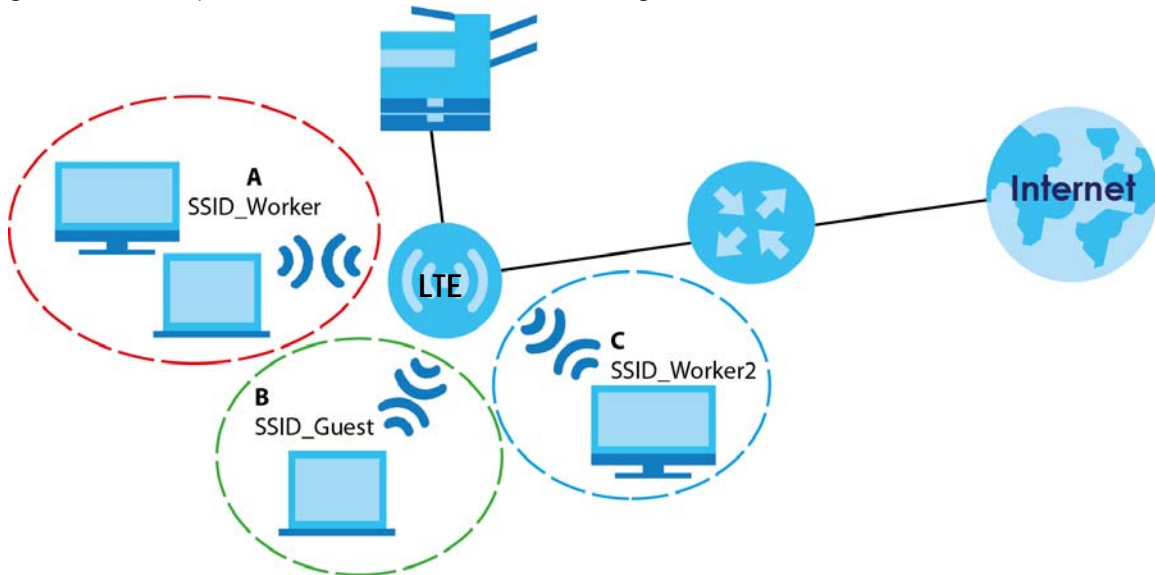 A
SSID_Worker
LTE
Internet
B
SSID_Guest
C
SSID_Worker2